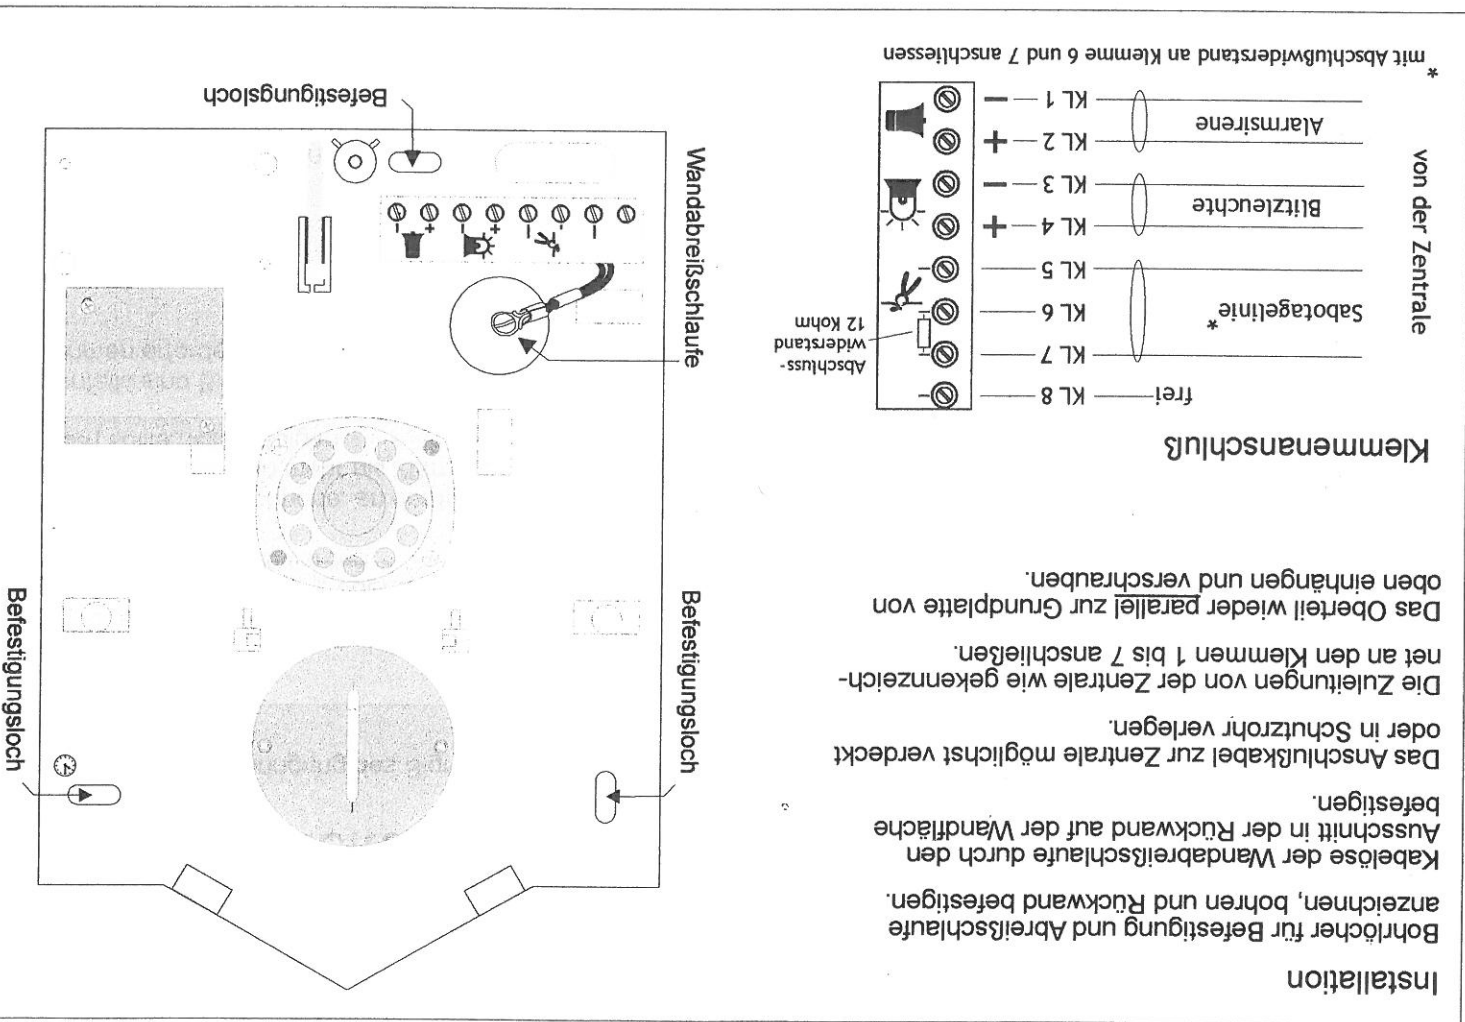 Installation
Bohrlöcher für Befestigung und Abreißschlaufe
anzeichnen, bohren und Rückwand befestigen.
Kabelöse der Wandabreißschlaufe durch den
Ausschnitt in der Rückwand auf der Wandfläche
befestigen.
Das Anschlußkabel zur Zentrale möglichst verdeckt
oder in Schutzrohr verlegen.
Die Zuleitungen von der Zentrale wie gekennzeich-
net an den Klemmen 1 bis 7 anschließen.
Das Oberteil wieder parallel zur Grundplatte von
oben einhängen und verschrauben.
Klemmenanschluß
von der Zentrale
frei KL 8 -
KL 7 -
Sabotagelinie *
KL 6 -
KL 5 -
Abschluss-
widerstand
12 Kohm
Blitzleuchte
KL 4 +
KL 3 -
Alarmsirene
KL 2 +
KL 1 -
* mit Abschlußwiderstand an Klemme 6 und 7 anschliessen
Befestigungsloch
Befestigungsloch
Wandabreißschlaufe
- + - + - - -
Befestigungsloch